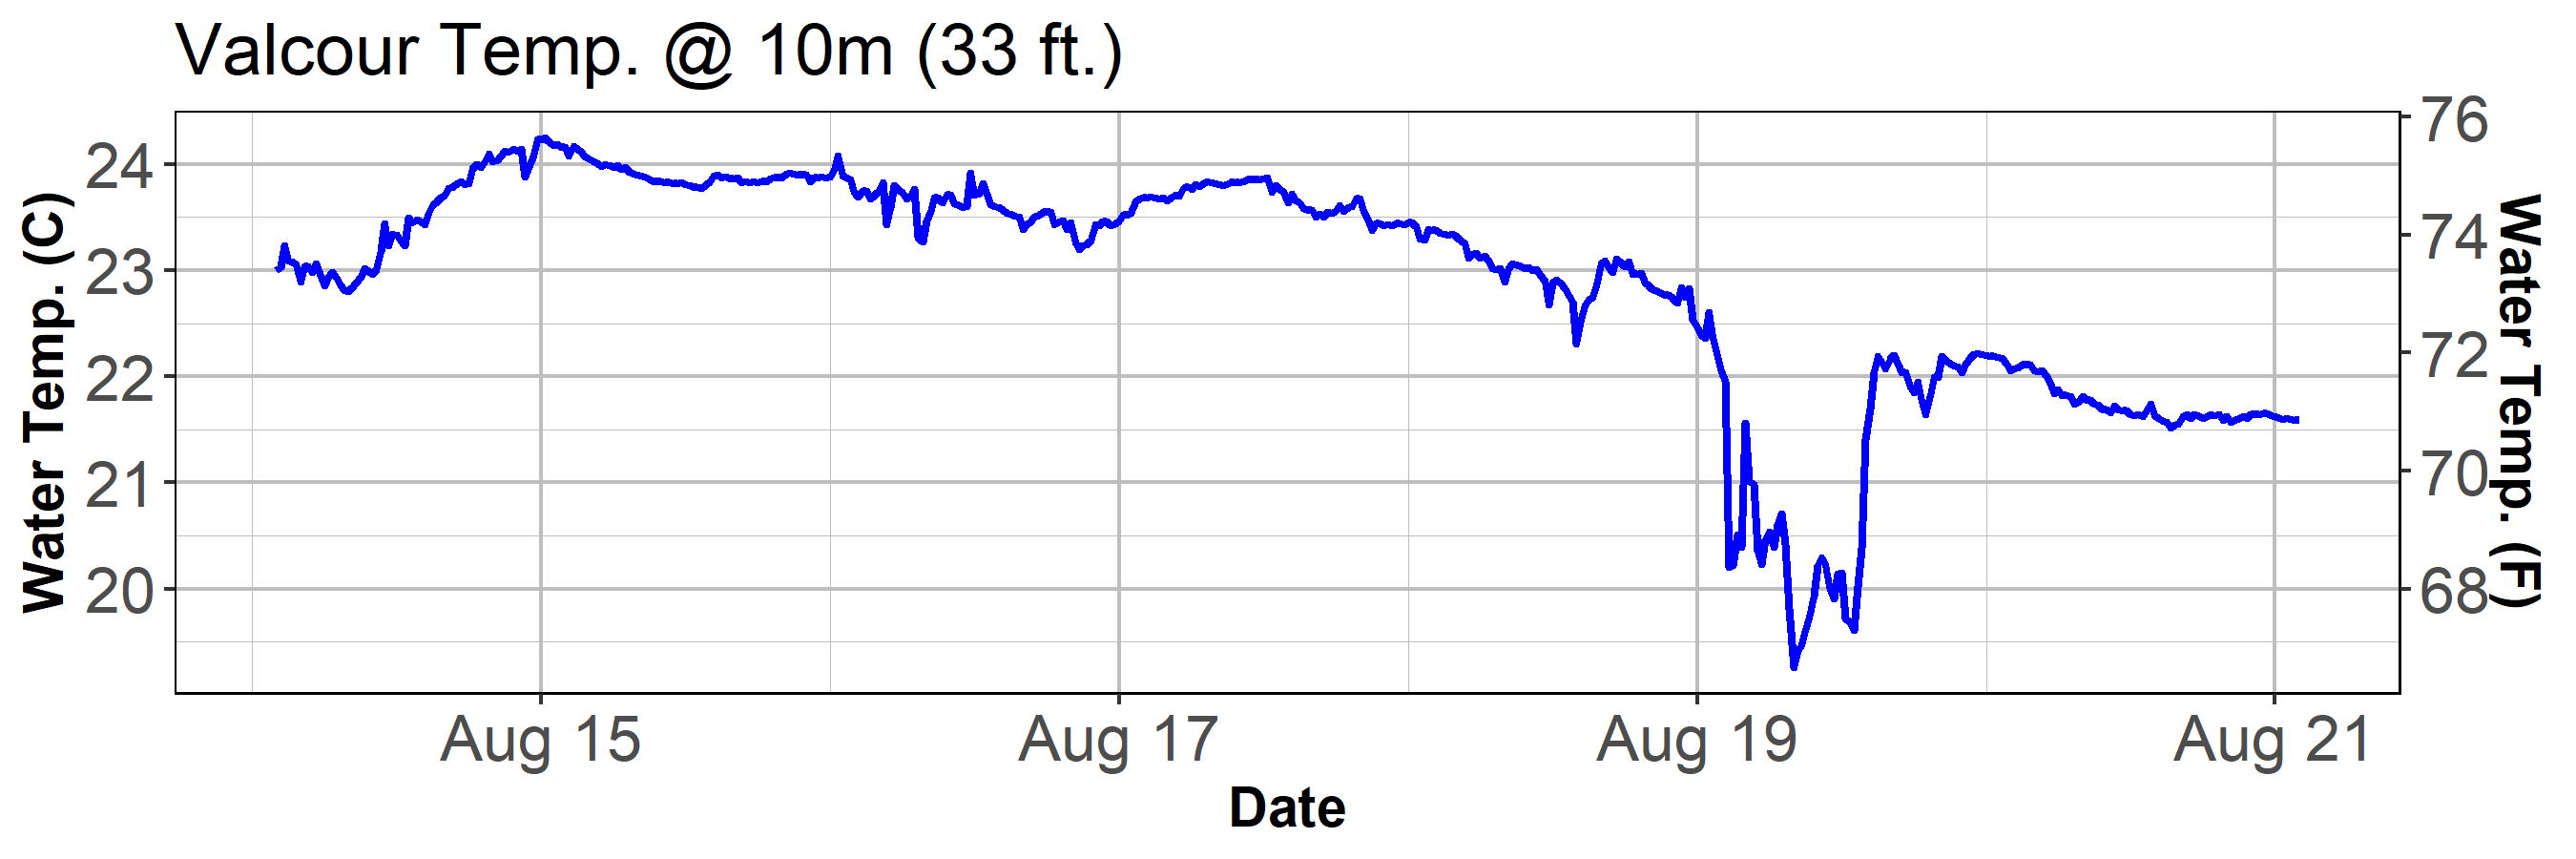 Valcour Temp. @ 10m (33 ft.)
Water Temp. (C)
24
23
22
21
20
76
74
72
70
68
Water Temp. (F)
Aug 15 Aug 17 Aug 19 Aug 21
Date